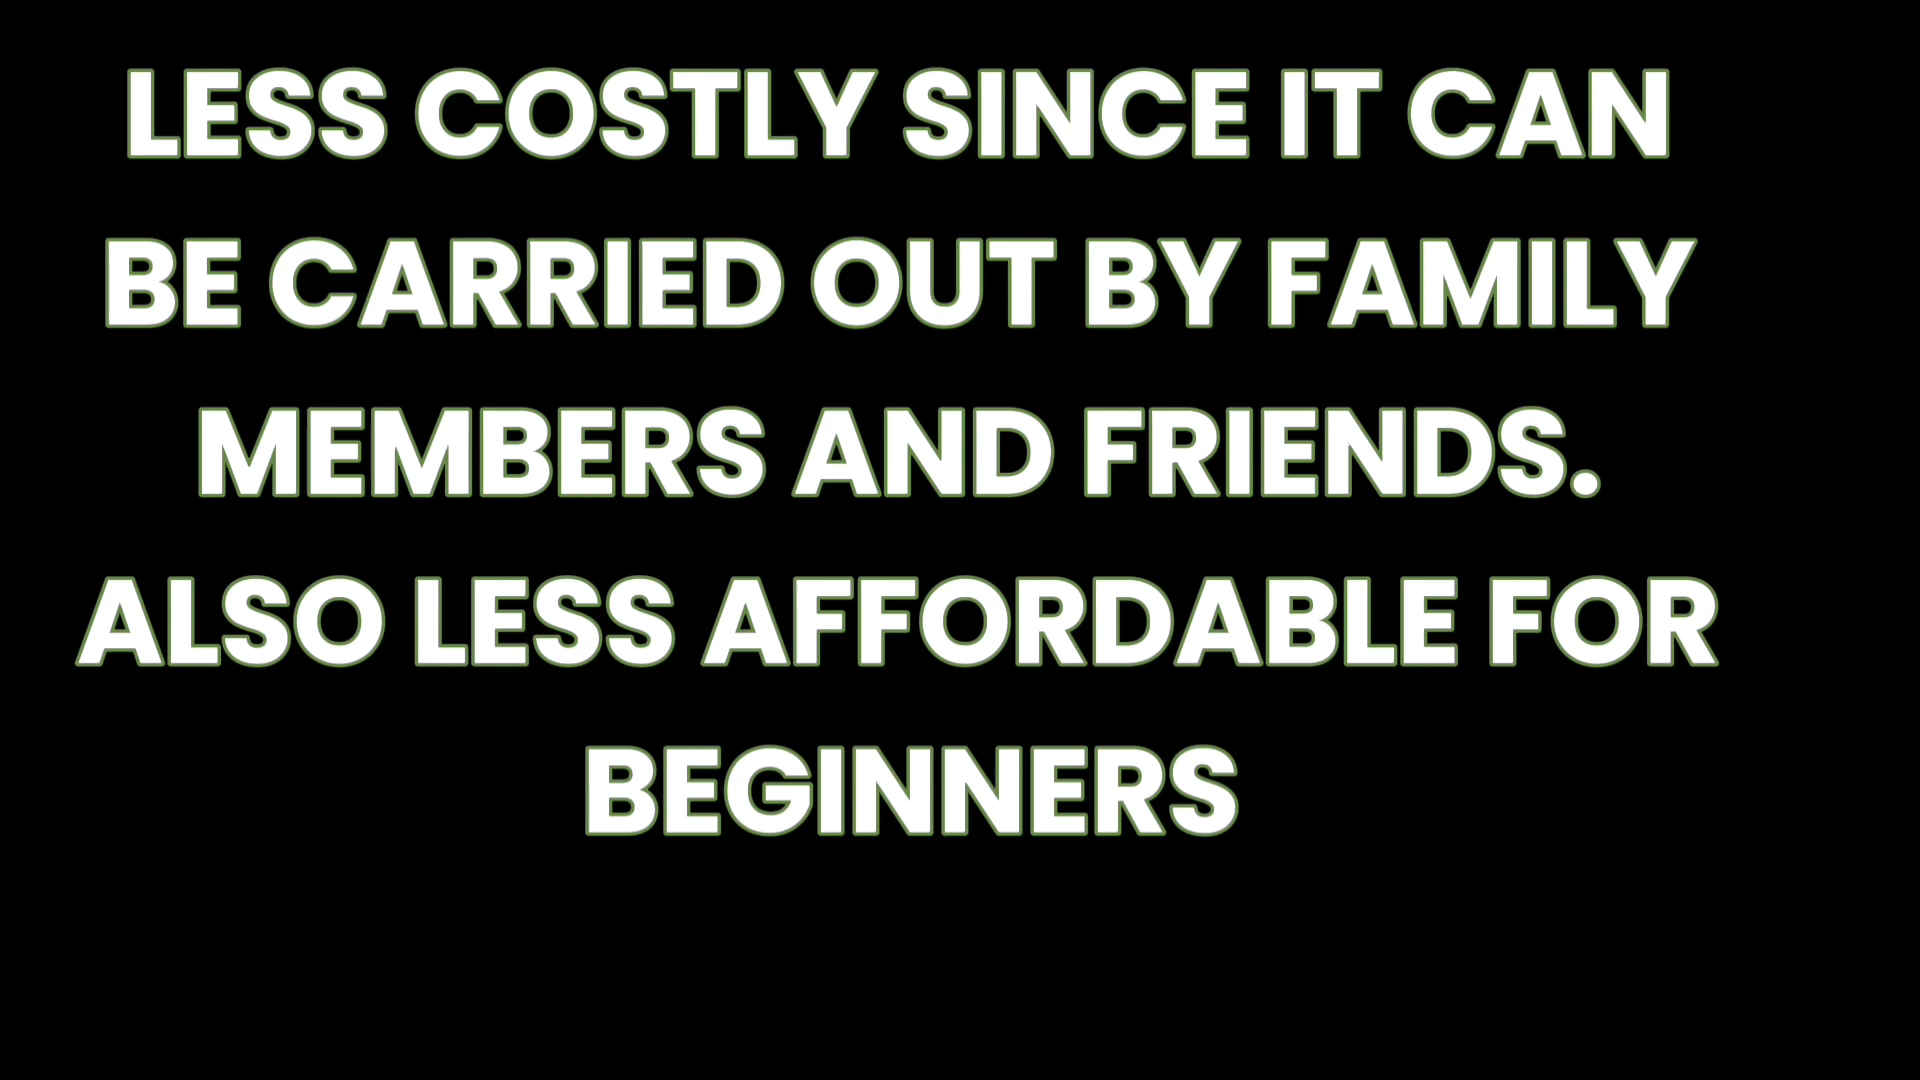 LESS COSTLY SINCE IT CAN
BE CARRIED OUT BY FAMILY
MEMBERS AND FRIENDS.
ALSO LESS AFFORDABLE FOR
BEGINNERS